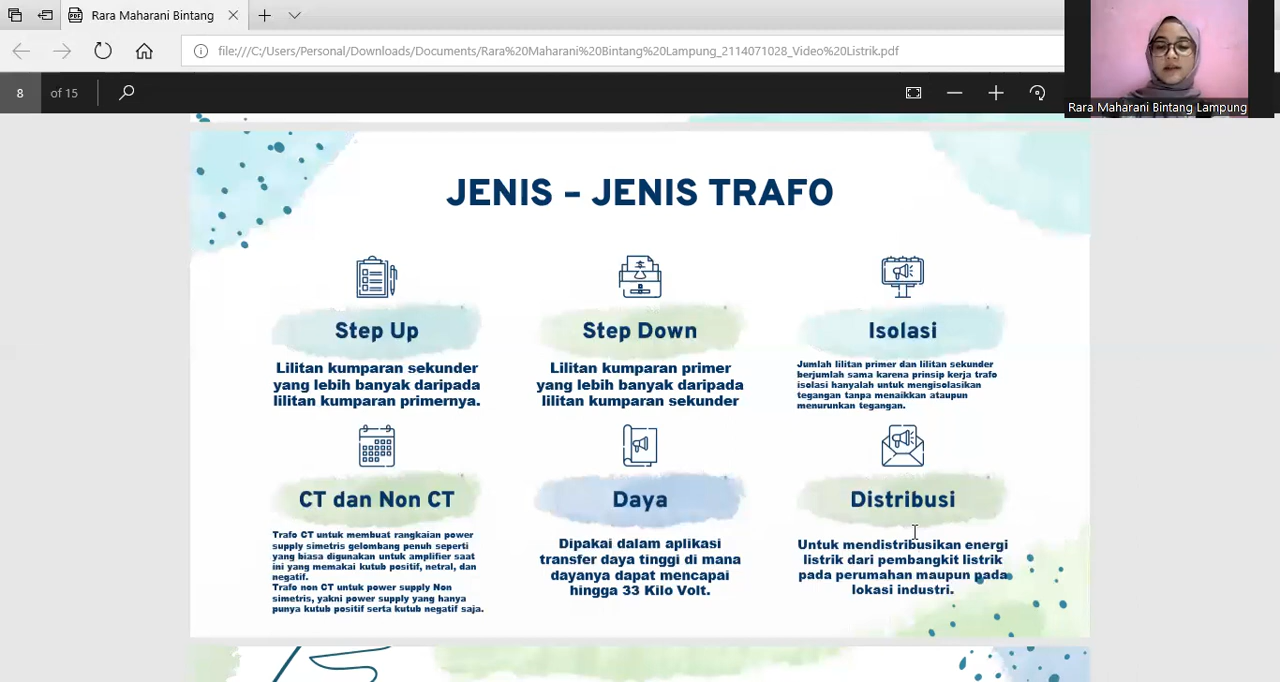 Rara Maharani Bintang
file:///C:/Users/Personal/Downloads/Documents/Rara%20Maharani%20Bintang%20Lampung_2114071028_Video%20Listrik.pdf
Rara Maharani Bintang Lampung
8 of 15
JENIS – JENIS TRAFO
Step Up
Lilitan kumparan sekunder
yang lebih banyak daripada
lilitan kumparan primernya.
Step Down
Lilitan kumparan primer
yang lebih banyak daripada
lilitan kumparan sekunder
Isolasi
Jumlah lilitan primer dan lilitan sekunder
berjumlah sama karena prinsip kerja trafo
isolasi hanyalah untuk mengisolasikan
tegangan tanpa menaikkan ataupun
menurunkan tegangan.
CT dan Non CT
Trafo CT untuk membuat rangkaian power
supply simetris gelombang penuh seperti
yang biasa digunakan untuk amplifier saat
ini yang memakai kutub positif, netral, dan
negatif.
Trafo non CT untuk power supply Non
simetris, yakni power supply yang hanya
punya kutub positif serta kutub negatif saja.
Daya
Dipakai dalam aplikasi
transfer daya tinggi di mana
dayanya dapat mencapai
hingga 33 Kilo Volt.
Distribusi
Untuk mendistribusikan energi
listrik dari pembangkit listrik
pada perumahan maupun pada
lokasi industri.